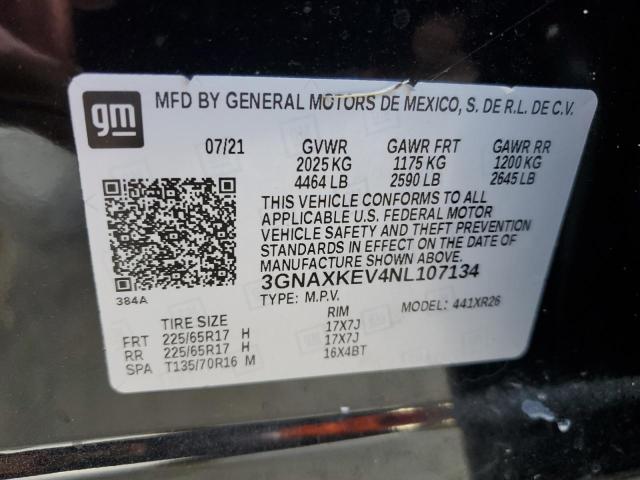 gm MFD BY GENERAL MOTORS DE MEXICO, S. DE R.L. DE C.V.
07/21 GVWR GAWR FRT GAWR RR
2025 KG 1175 KG 1200 KG
4464 LB 2590 LB 2645 LB
THIS VEHICLE CONFORMS TO ALL
APPLICABLE U.S. FEDERAL MOTOR
VEHICLE SAFETY AND THEFT PREVENTION
STANDARDS IN EFFECT ON THE DATE OF
MANUFACTURE SHOWN ABOVE.
3GNAXKEV4NL107134
384A TYPE: M.P.V. MODEL: 441XR26
TIRE SIZE RIM
FRT 225/65R17 H 17X7J
RR 225/65R17 H 17X7J
SPA T135/70R16 M 16X4BT